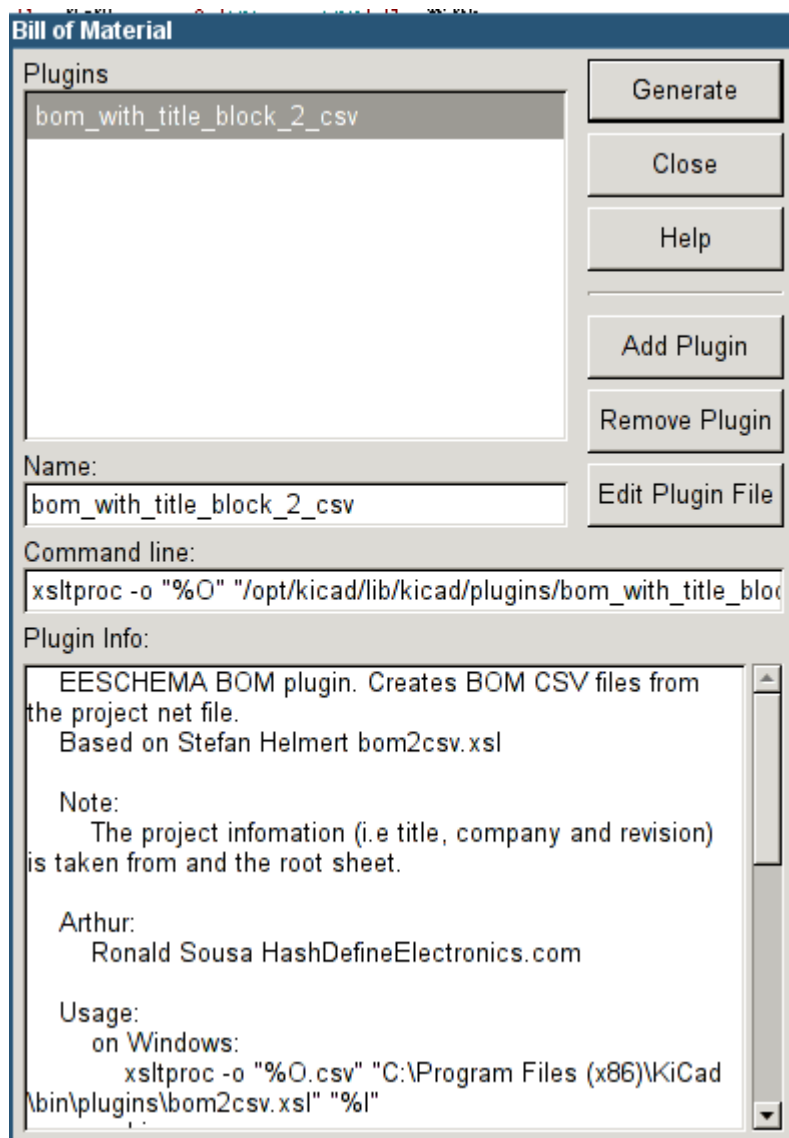 Bill of Material
Plugins
bom_with_title_block_2_csv
Generate
Close
Help
Add Plugin
Remove Plugin
Edit Plugin File
Name:
bom_with_title_block_2_csv
Command line:
xsltproc -o "%O" "/opt/kicad/lib/kicad/plugins/bom_with_title_bloc
Plugin Info:
EESCHEMA BOM plugin. Creates BOM CSV files from
the project net file.
Based on Stefan Helmert bom2csv.xsl
Note:
The project infomation (i.e title, company and revision)
is taken from and the root sheet.
Arthur:
Ronald Sousa HashDefineElectronics.com
Usage:
on Windows:
xsltproc -o "%O.csv" "C:\Program Files (x86)\KiCad
\bin\plugins\bom2csv.xsl" "%I"